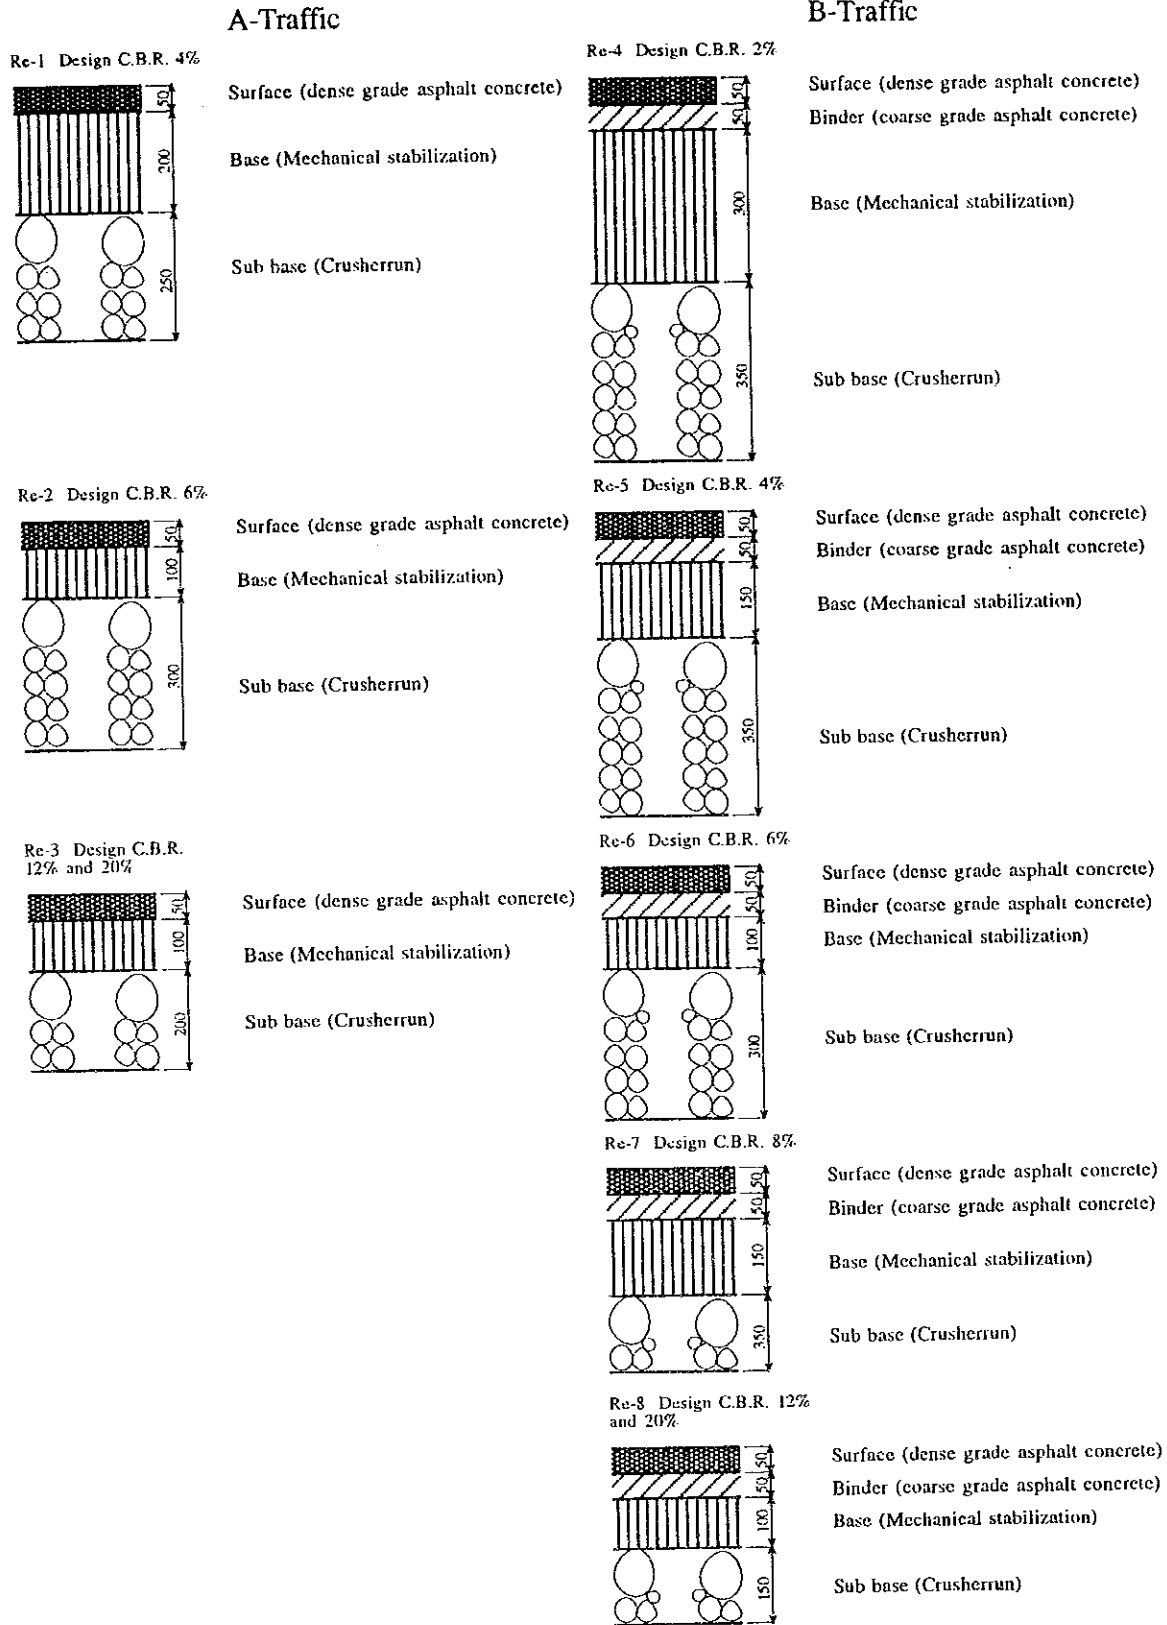 A-Traffic
Re-1 Design C.B.R. 4%
50
Surface (dense grade asphalt concrete)
200
Base (Mechanical stabilization)
250
Sub base (Crusherrun)
Re-2 Design C.B.R. 6%
50
Surface (dense grade asphalt concrete)
100
Base (Mechanical stabilization)
300
Sub base (Crusherrun)
Re-3 Design C.B.R.
12% and 20%
50
Surface (dense grade asphalt concrete)
100
Base (Mechanical stabilization)
200
Sub base (Crusherrun)
B-Traffic
Re-4 Design C.B.R. 2%
50
Surface (dense grade asphalt concrete)
50
Binder (coarse grade asphalt concrete)
300
Base (Mechanical stabilization)
350
Sub base (Crusherrun)
Re-5 Design C.B.R. 4%
50
Surface (dense grade asphalt concrete)
50
Binder (coarse grade asphalt concrete)
150
Base (Mechanical stabilization)
350
Sub base (Crusherrun)
Re-6 Design C.B.R. 6%
50
Surface (dense grade asphalt concrete)
50
Binder (coarse grade asphalt concrete)
100
Base (Mechanical stabilization)
300
Sub base (Crusherrun)
Re-7 Design C.B.R. 8%
50
Surface (dense grade asphalt concrete)
50
Binder (coarse grade asphalt concrete)
150
Base (Mechanical stabilization)
350
Sub base (Crusherrun)
Re-8 Design C.B.R. 12%
and 20%
50
Surface (dense grade asphalt concrete)
50
Binder (coarse grade asphalt concrete)
100
Base (Mechanical stabilization)
150
Sub base (Crusherrun)